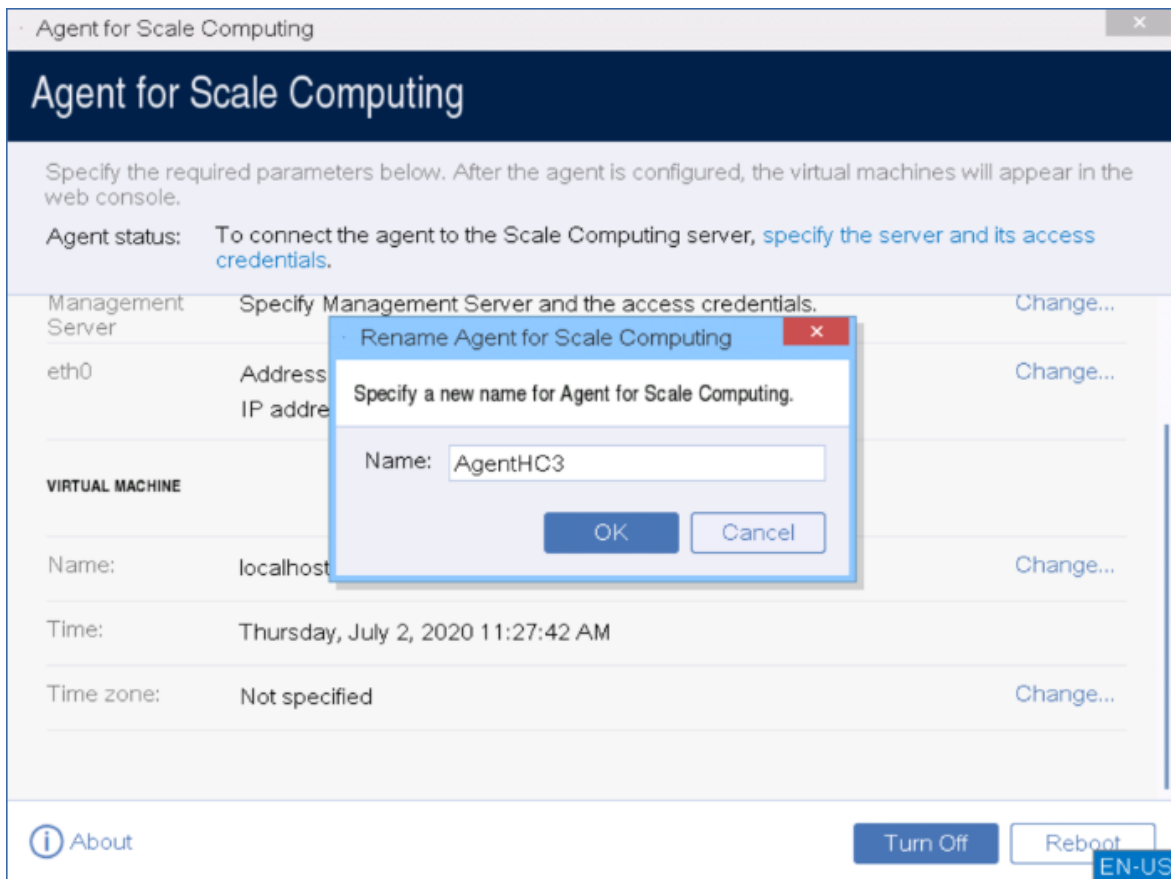 Agent for Scale Computing
Agent for Scale Computing
Specify the required parameters below. After the agent is configured, the virtual machines will appear in the
web console.
Agent status: To connect the agent to the Scale Computing server, specify the server and its access
credentials.
Management Specify Management Server and the access credentials. Change...
Server
Rename Agent for Scale Computing
eth0 Address Change...
Specify a new name for Agent for Scale Computing.
IP addre
Name: AgentHC3
VIRTUAL MACHINE
OK Cancel
Name: localhost Change...
Time: Thursday, July 2, 2020 11:27:42 AM
Time zone: Not specified Change...
About Turn Off Reboot
EN-US